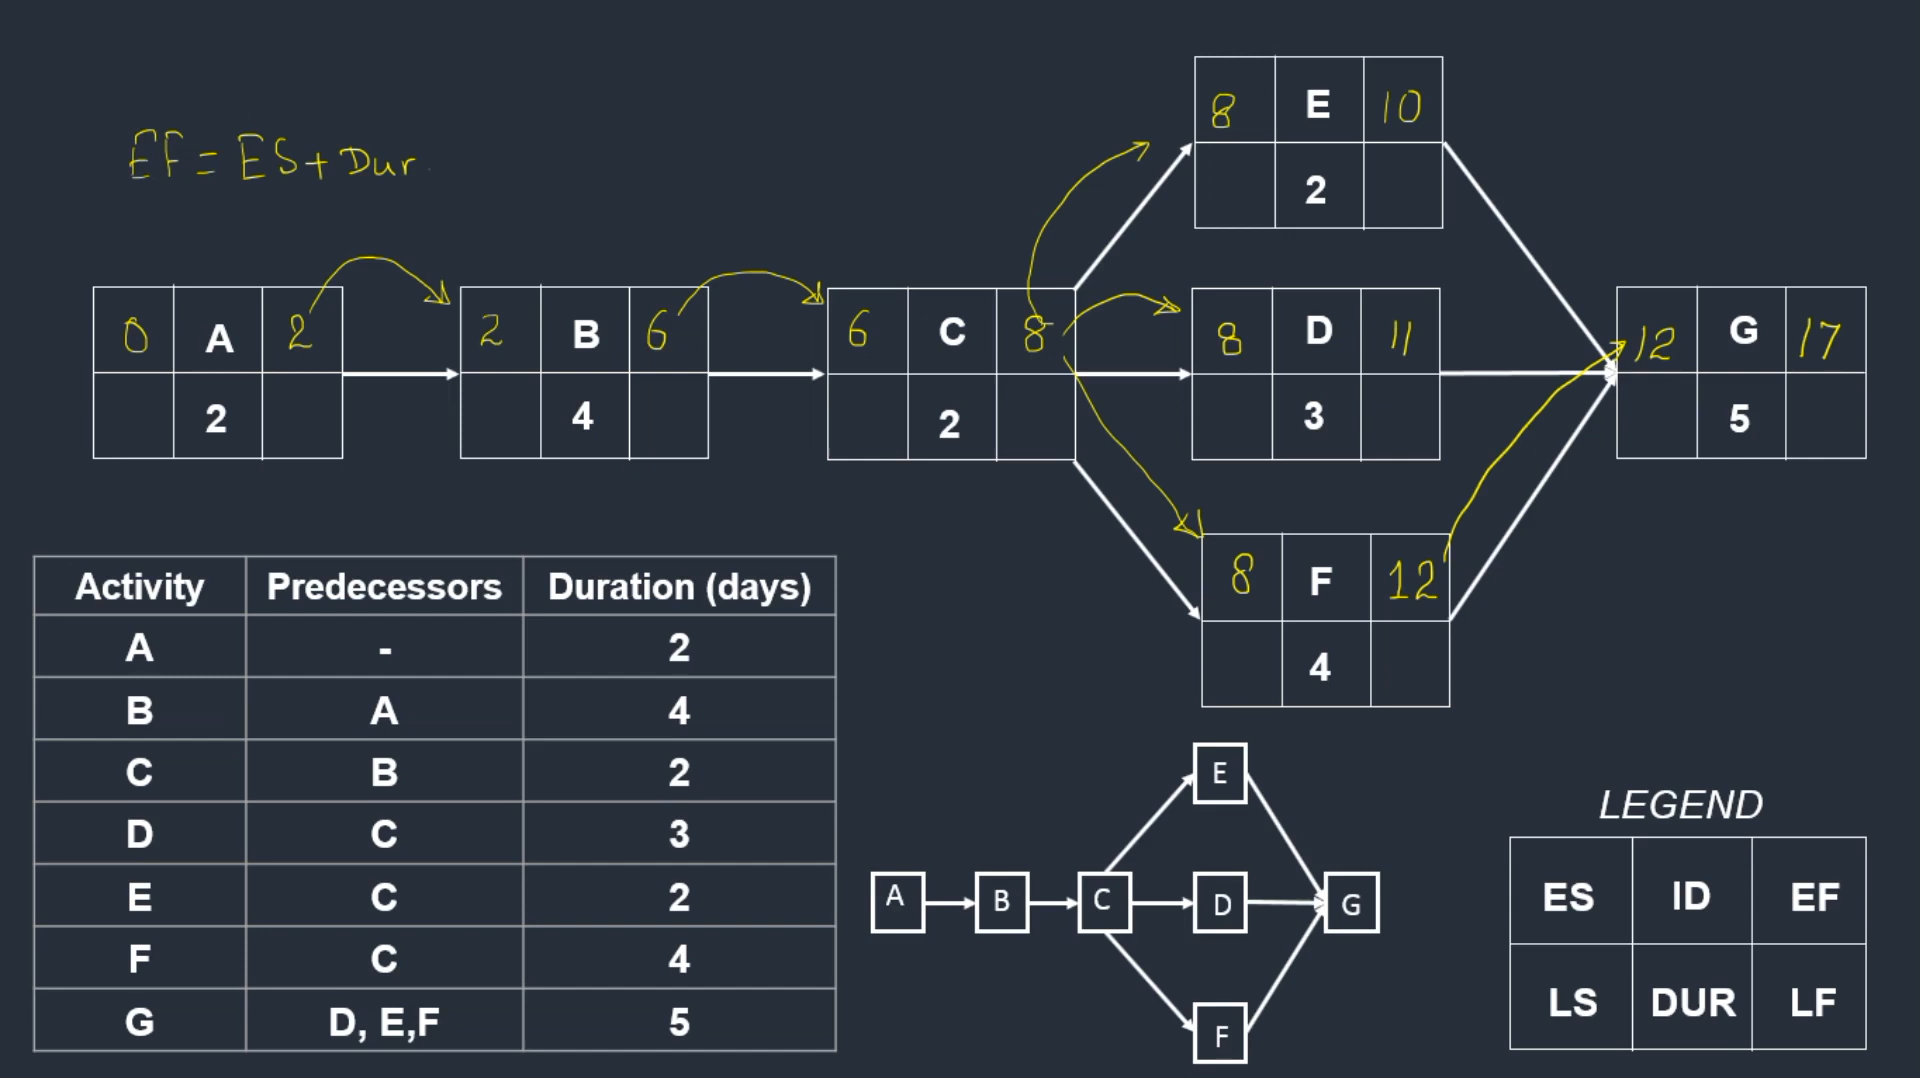 EF = ES + Dur.
8 E 10
2
0 A 2
2
2 B 6
4
6 C 8
2
8 D 11
3
12 G 17
5
8 F 12
4
Activity Predecessors Duration (days)
A - 2
B A 4
C B 2
D C 3
E C 2
F C 4
G D, E,F 5
E
A B C D G
F
LEGEND
ES ID EF
LS DUR LF